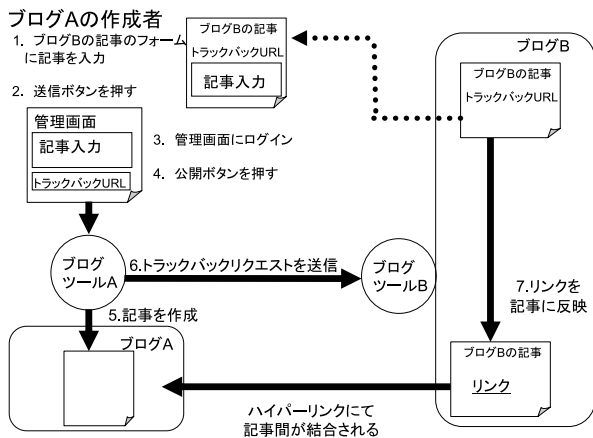 ブログAの作成者
1. ブログBの記事のフォーム
に記事を入力
2. 送信ボタンを押す
ブログBの記事
トラックバックURL
記事入力
ブログB
ブログBの記事
トラックバックURL
管理画面
記事入力
トラックバックURL
3. 管理画面にログイン
4. 公開ボタンを押す
ブログ
ツールA
6.トラックバックリクエストを送信
ブログ
ツールB
7.リンクを
記事に反映
5.記事を作成
ブログA
ブログBの記事
リンク
ハイパーリンクにて
記事間が結合される